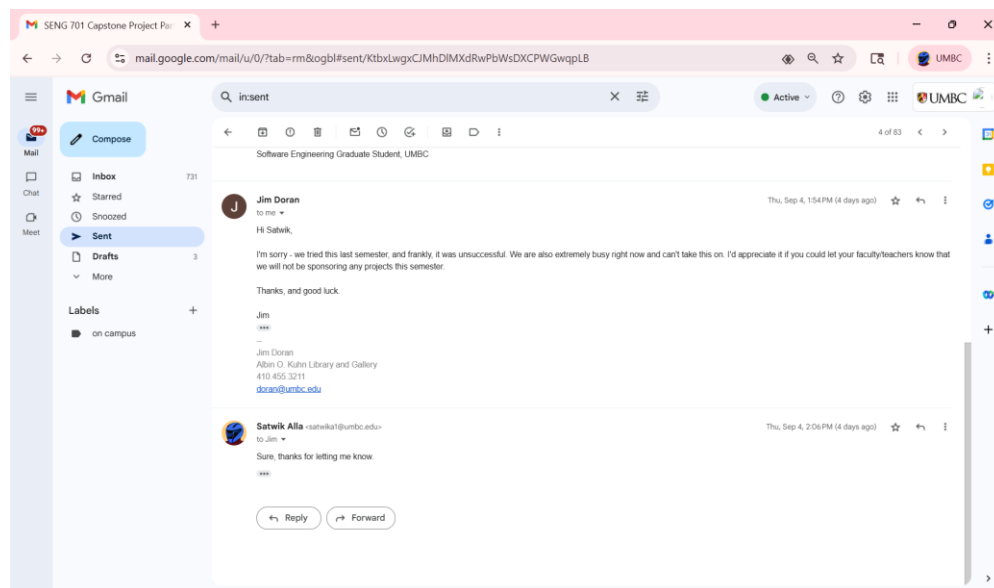 SENG 701 Capstone Project Par
mail.google.com/mail/u/0/?tab=rm&ogbl#sent/KtbxLwgxCJMhDlMXdRwPbWsDXCPWGwqpLB
UMBC
Gmail
in:sent
Active
UMBC
99+
Mail
Chat
Meet
Compose
Inbox 731
Starred
Snoozed
Sent
Drafts 3
More
Labels
on campus
4 of 83
Software Engineering Graduate Student, UMBC
J
Jim Doran
Thu, Sep 4, 1:54 PM (4 days ago)
to me
Hi Satwik,
I'm sorry - we tried this last semester, and frankly, it was unsuccessful. We are also extremely busy right now and can't take this on. I'd appreciate it if you could let your faculty/teachers know that
we will not be sponsoring any projects this semester.
Thanks, and good luck.
Jim
--
Jim Doran
Albin O. Kuhn Library and Gallery
410.455.3211
doran@umbc.edu
Satwik Alla <satwika1@umbc.edu>
Thu, Sep 4, 2:06 PM (4 days ago)
to Jim
Sure, thanks for letting me know.
Reply
Forward